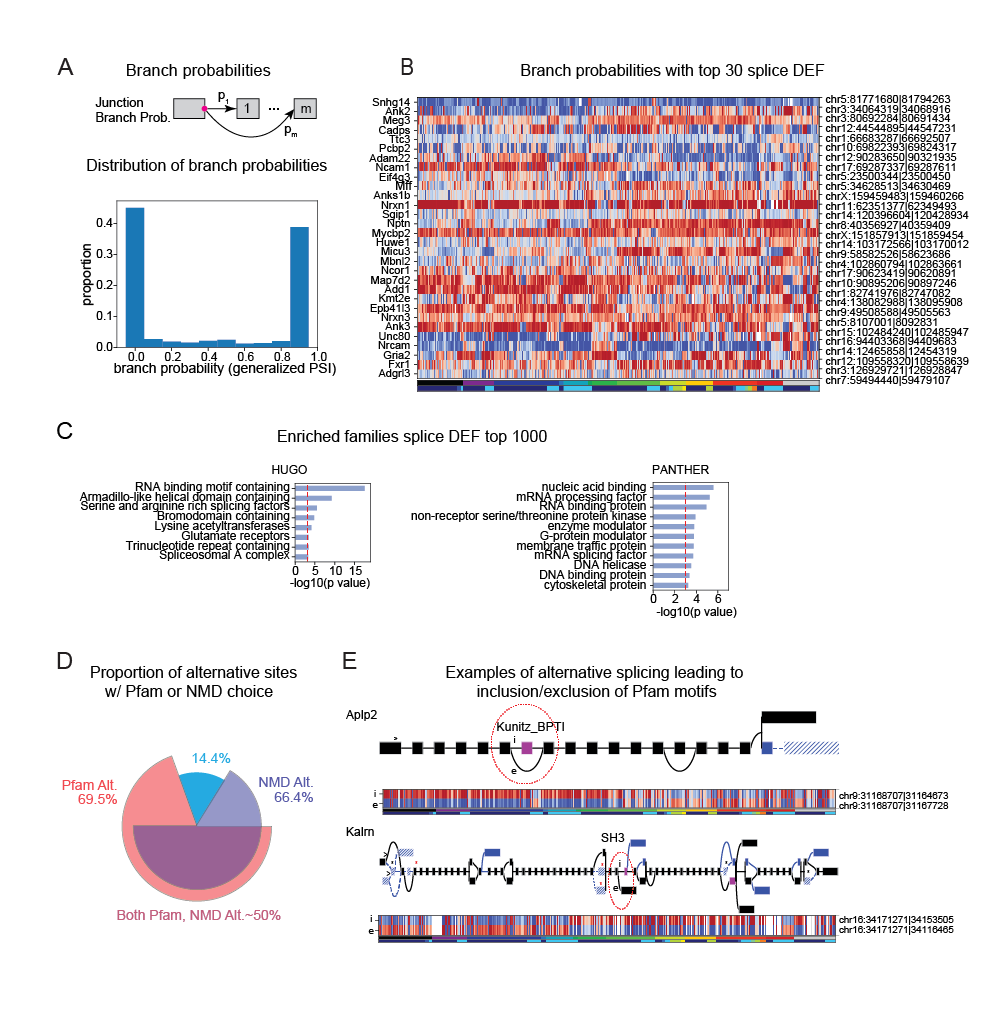 A
Branch probabilities
Junction
Branch Prob.
p1
1
...
m
pm
Distribution of branch probabilities
proportion
0.4
0.3
0.2
0.1
0.0
0.0 0.2 0.4 0.6 0.8 1.0
branch probability (generalized PSI)
B
Branch probabilities with top 30 splice DEF
Snhg14
Ank2
Meg3
Cadps
Ttc3
Pcbp2
Adam22
Ncam1
Eif4g3
Mff
Anks1b
Nrxn1
Sgip1
Nptn
Mycbp2
Huwe1
Micu3
Mbnl2
Ncor1
Map7d2
Add1
Kmt2e
Epb41l3
Nrxn3
Ank3
Unc80
Nrcam
Gria2
Fxr1
Adgrl3
chr5:81771680|81794263
chr3:34064319|34068916
chr3:80692284|80691434
chr12:44544895|44547231
chr1:66683287|66692507
chr10:69822393|69824317
chr12:90283650|90321935
chr17:69287337|69287611
chr5:23500344|23500450
chr5:34628513|34630469
chrX:159459483|159460266
chr11:62351377|62349493
chr14:120396604|120428934
chr8:40356927|40359409
chrX:151857913|151859454
chr14:103172566|103170012
chr9:58582526|58623686
chr4:102860794|102863661
chr17:90623419|90620891
chr10:90895206|90897246
chr1:82741976|82747082
chr4:138082988|138095908
chr9:49508588|49505563
chr5:8107001|8092831
chr15:102484240|102485947
chr16:94403368|94409683
chr14:12465858|12454319
chr12:109558320|109558639
chr3:126929721|126928847
chr7:59494440|59479107
C
Enriched families splice DEF top 1000
HUGO
RNA binding motif containing
Armadillo-like helical domain containing
Serine and arginine rich splicing factors
Bromodomain containing
Lysine acetyltransferases
Glutamate receptors
Trinucleotide repeat containing
Spliceosomal A complex
0 5 10 15
-log10(p value)
PANTHER
nucleic acid binding
mRNA processing factor
RNA binding protein
non-receptor serine/threonine protein kinase
enzyme modulator
G-protein modulator
membrane traffic protein
mRNA splicing factor
DNA helicase
DNA binding protein
cytoskeletal protein
0 2 4 6
-log10(p value)
D
Proportion of alternative sites
w/ Pfam or NMD choice
14.4%
Pfam Alt.
69.5%
NMD Alt.
66.4%
Both Pfam, NMD Alt.~50%
E
Examples of alternative splicing leading to
inclusion/exclusion of Pfam motifs
Aplp2
Kunitz_BPTI
>
i
e
i
e
chr9:31168707|31164673
chr9:31168707|31167728
Kalrn
SH3
>
>
i
e
i
e
chr16:34171271|34153505
chr16:34171271|34116465